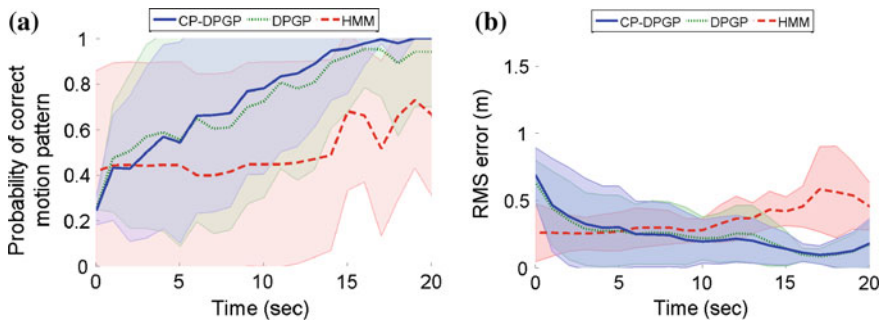 (a)
CP-DPGP DPGP HMM
Probability of correct
motion pattern
1
0.8
0.6
0.4
0.2
0
0 5 10 15 20
Time (sec)
(b)
CP-DPGP DPGP HMM
RMS error (m)
1.5
1
0.5
0
0 5 10 15 20
Time (sec)